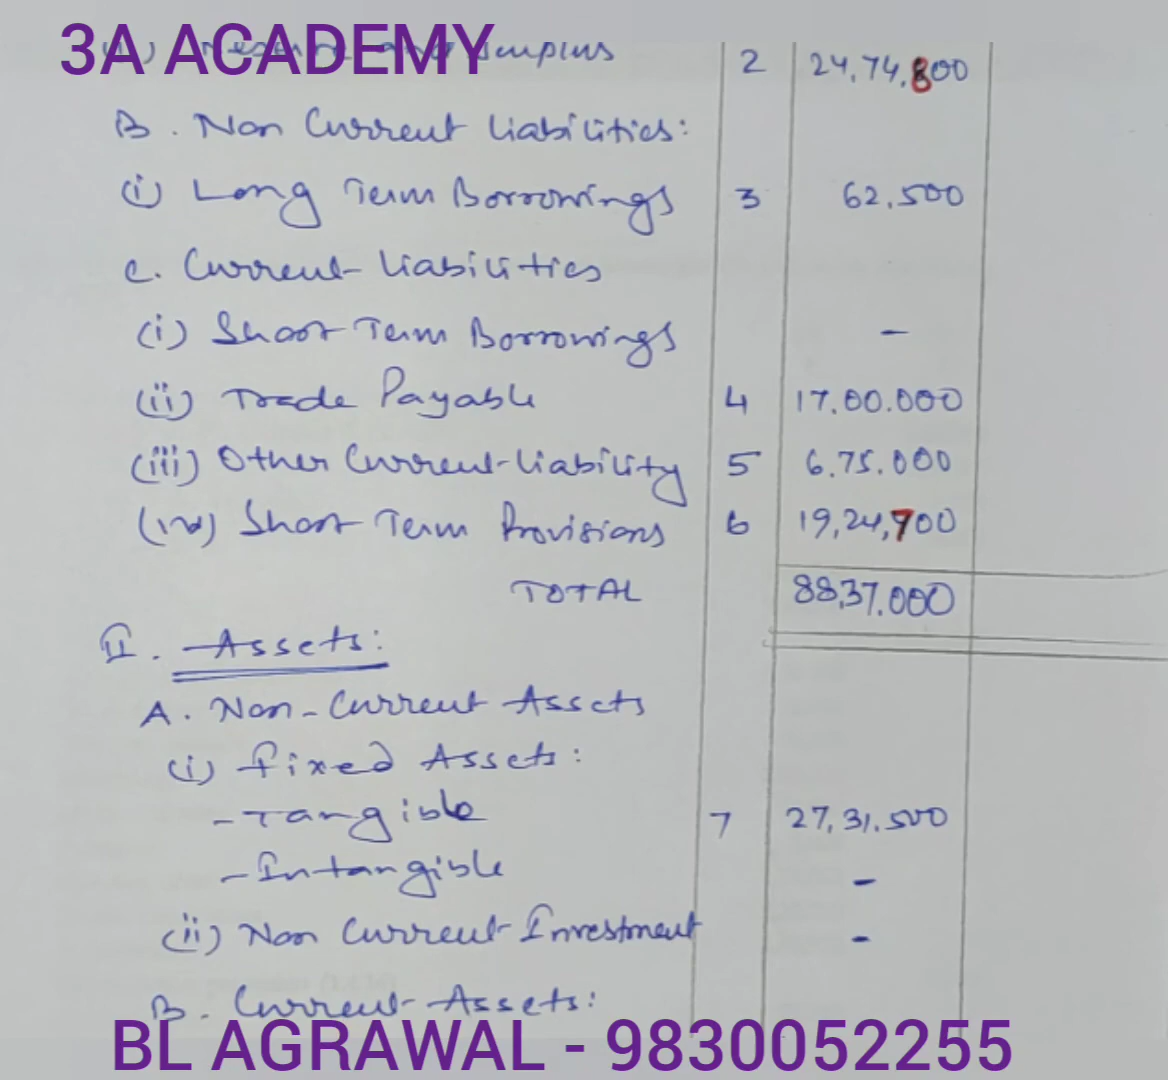 3A ACADEMY
and Surplus 2 24,74,800
B. Non Current Liabilities:
(i) Long Term Borrowings 3 62,500
C. Current Liabilities
(i) Short Term Borrowings -
(ii) Trade Payable 4 17,00,000
(iii) Other Current Liability 5 6,75,000
(iv) Short Term Provisions 6 19,24,700
TOTAL 88,37,000
II. Assets:
A. Non-Current Assets
(i) Fixed Assets:
- Tangible 7 27,31,500
- Intangible -
(ii) Non Current Investment -
B. Current Assets:
BL AGRAWAL - 9830052255